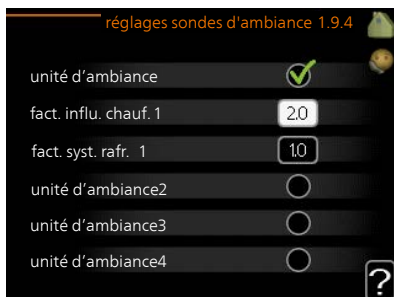 réglages sondes d'ambiance 1.9.4
unité d'ambiance
fact. influ. chauf. 1 2.0
fact. syst. rafr. 1 1.0
unité d'ambiance2
unité d'ambiance3
unité d'ambiance4
?